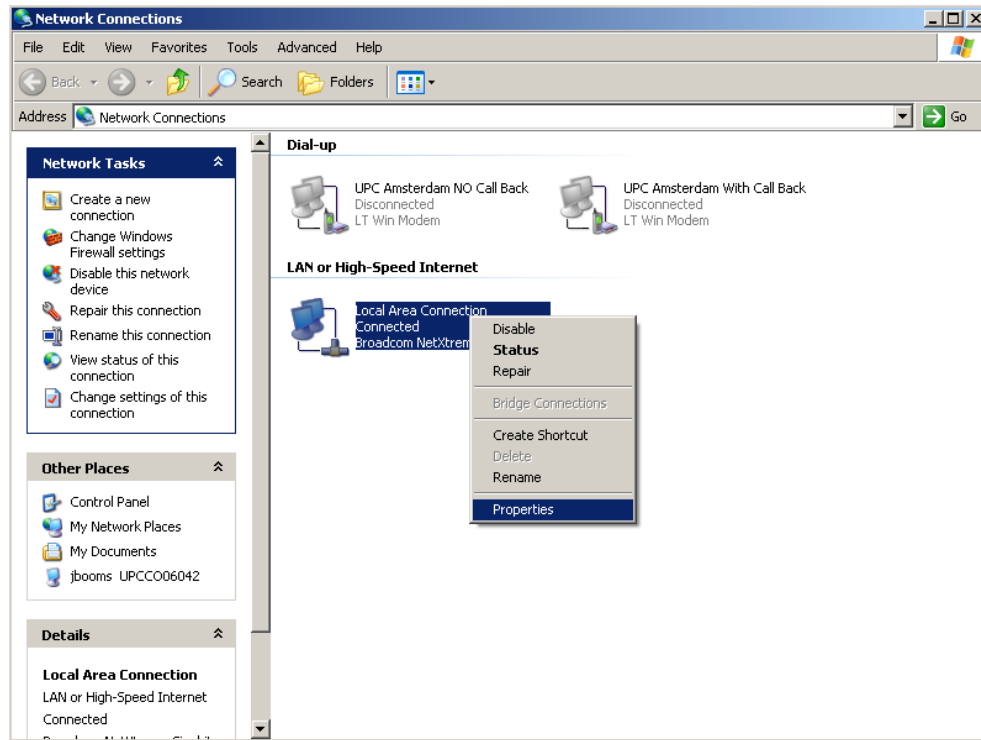 Network Connections
File Edit View Favorites Tools Advanced Help
Back Search Folders
Address Network Connections Go
Network Tasks
Create a new
connection
Change Windows
Firewall settings
Disable this network
device
Repair this connection
Rename this connection
View status of this
connection
Change settings of this
connection
Other Places
Control Panel
My Network Places
My Documents
jbooms UPCCO06042
Details
Local Area Connection
LAN or High-Speed Internet
Connected
Dial-up
UPC Amsterdam NO Call Back
Disconnected
LT Win Modem
UPC Amsterdam With Call Back
Disconnected
LT Win Modem
LAN or High-Speed Internet
Local Area Connection
Connected
Broadcom NetXtrem
Disable
Status
Repair
Bridge Connections
Create Shortcut
Delete
Rename
Properties